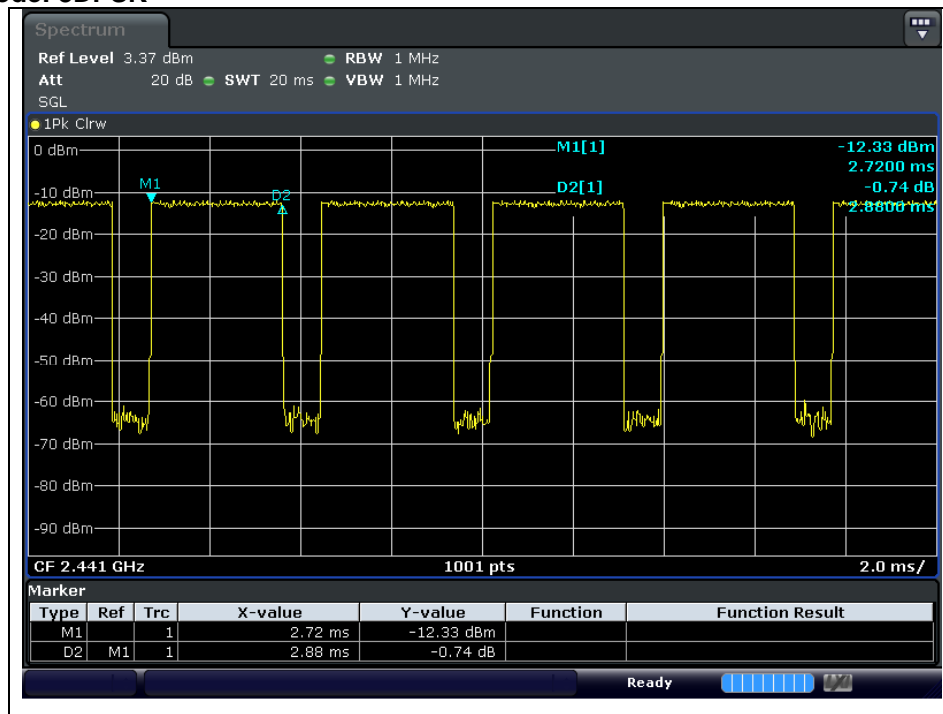 Spectrum
Ref Level 3.37 dBm RBW 1 MHz
Att 20 dB SWT 20 ms VBW 1 MHz
SGL
1Pk Clrw
0 dBm
M1[1] -12.33 dBm
2.7200 ms
-10 dBm M1 D2 D2[1] -0.74 dB
2.8800 ms
-20 dBm
-30 dBm
-40 dBm
-50 dBm
-60 dBm
-70 dBm
-80 dBm
-90 dBm
CF 2.441 GHz 1001 pts 2.0 ms/
Marker
Type Ref Trc X-value Y-value Function Function Result
M1 1 2.72 ms -12.33 dBm
D2 M1 1 2.88 ms -0.74 dB
Ready